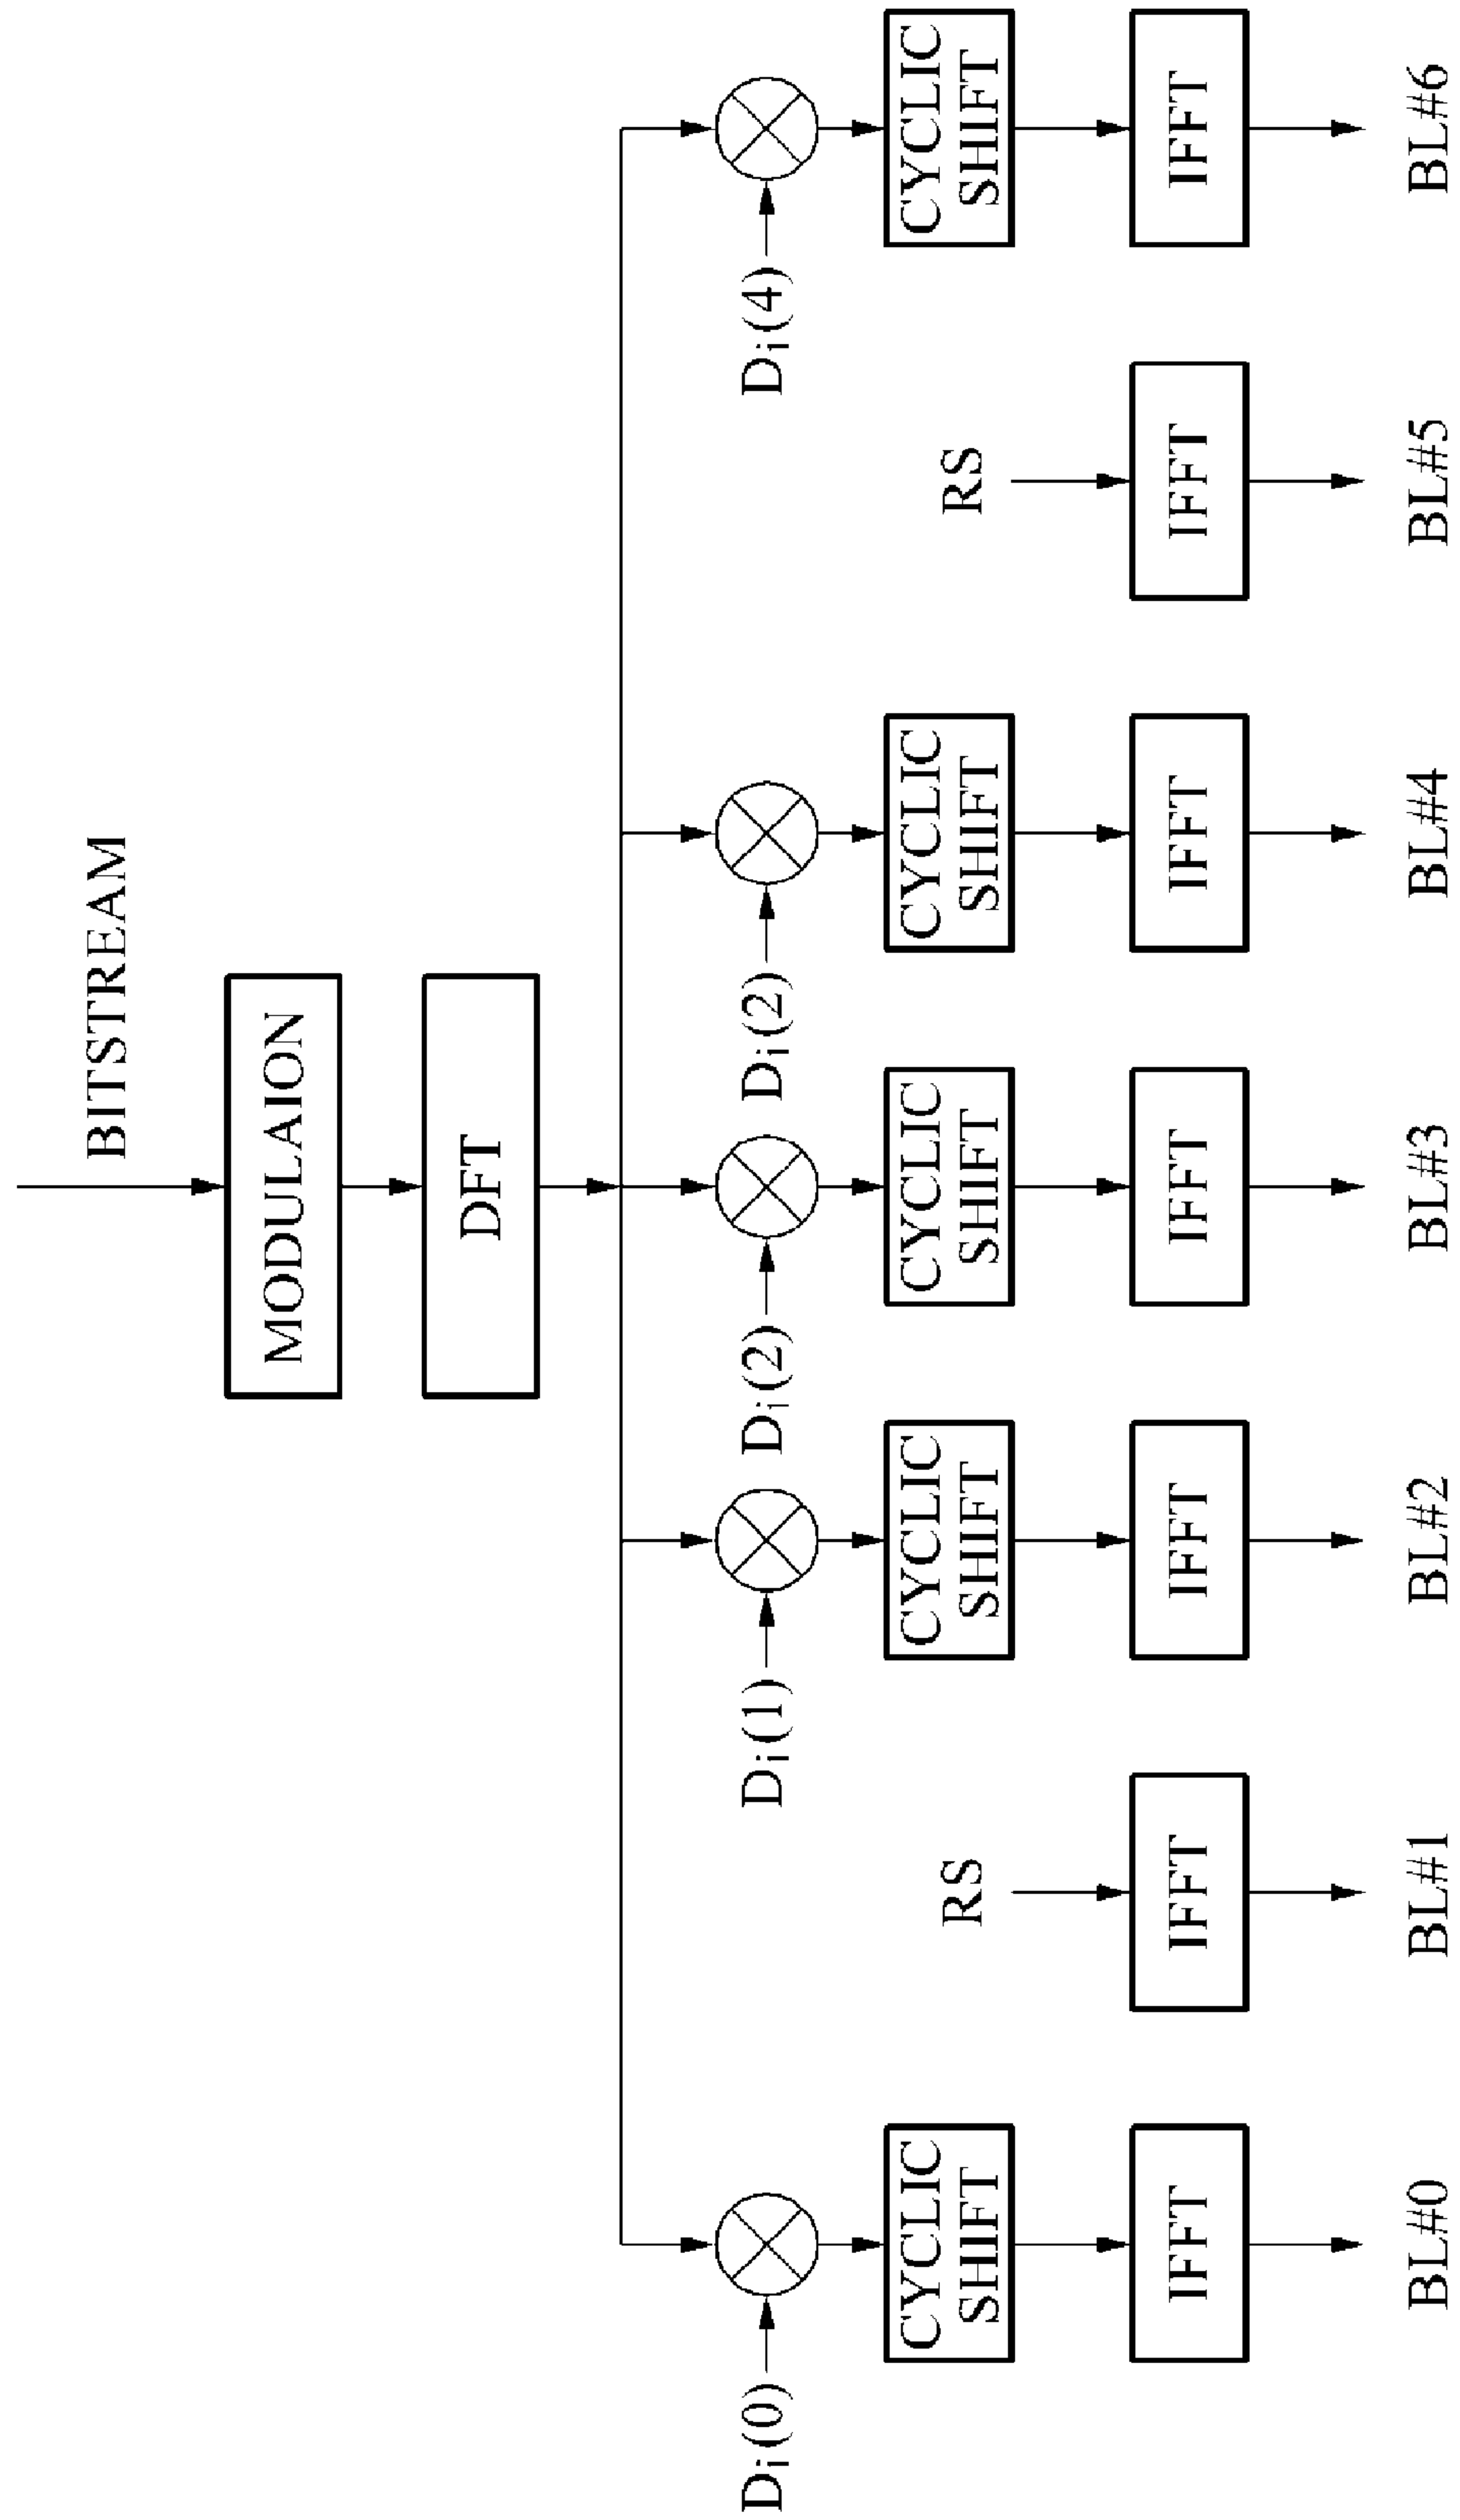 BITSTREAM
MODULAION
DFT
Di(0)
Di(1)
Di(2)
Di(2)
Di(4)
CYCLIC
SHIFT
RS
CYCLIC
SHIFT
CYCLIC
SHIFT
CYCLIC
SHIFT
RS
CYCLIC
SHIFT
IFFT
IFFT
IFFT
IFFT
IFFT
IFFT
IFFT
BL#0
BL#1
BL#2
BL#3
BL#4
BL#5
BL#6